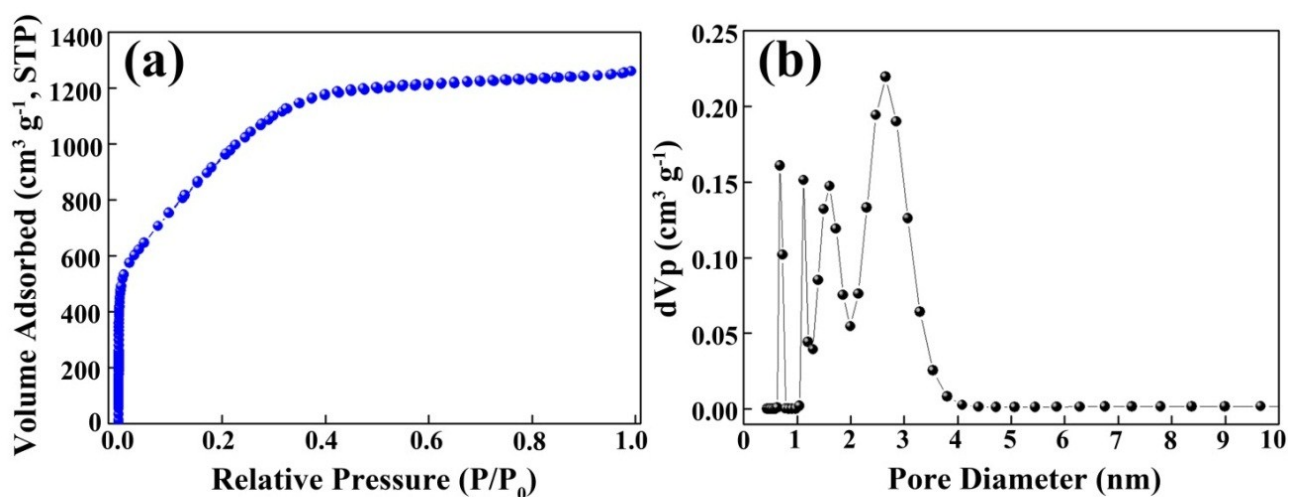 (a)
1400
1200
1000
800
600
400
200
0
Volume Adsorbed (cm³ g⁻¹, STP)
0.0 0.2 0.4 0.6 0.8 1.0
Relative Pressure (P/P₀)
(b)
0.25
0.20
0.15
0.10
0.05
0.00
dVp (cm³ g⁻¹)
0 1 2 3 4 5 6 7 8 9 10
Pore Diameter (nm)